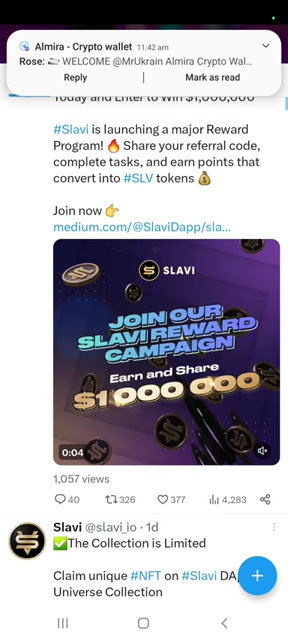 Almira - Crypto wallet 11:42 am
Rose: WELCOME @MrUkrain Almira Crypto Wal...
Reply
Mark as read
Today and Enter to Win $1,000,000
#Slavi is launching a major Reward
Program! 🔥 Share your referral code,
complete tasks, and earn points that
convert into #SLV tokens 💰
Join now 👉
medium.com/@SlaviDapp/sla...
SLAVI
JOIN OUR
SLAVI REWARD
CAMPAIGN
Earn and Share
$1 000 000
0:04
1,057 views
40 326 377 4,283
Slavi @slavi_io · 1d
✅The Collection is Limited
Claim unique #NFT on #Slavi DA
Universe Collection